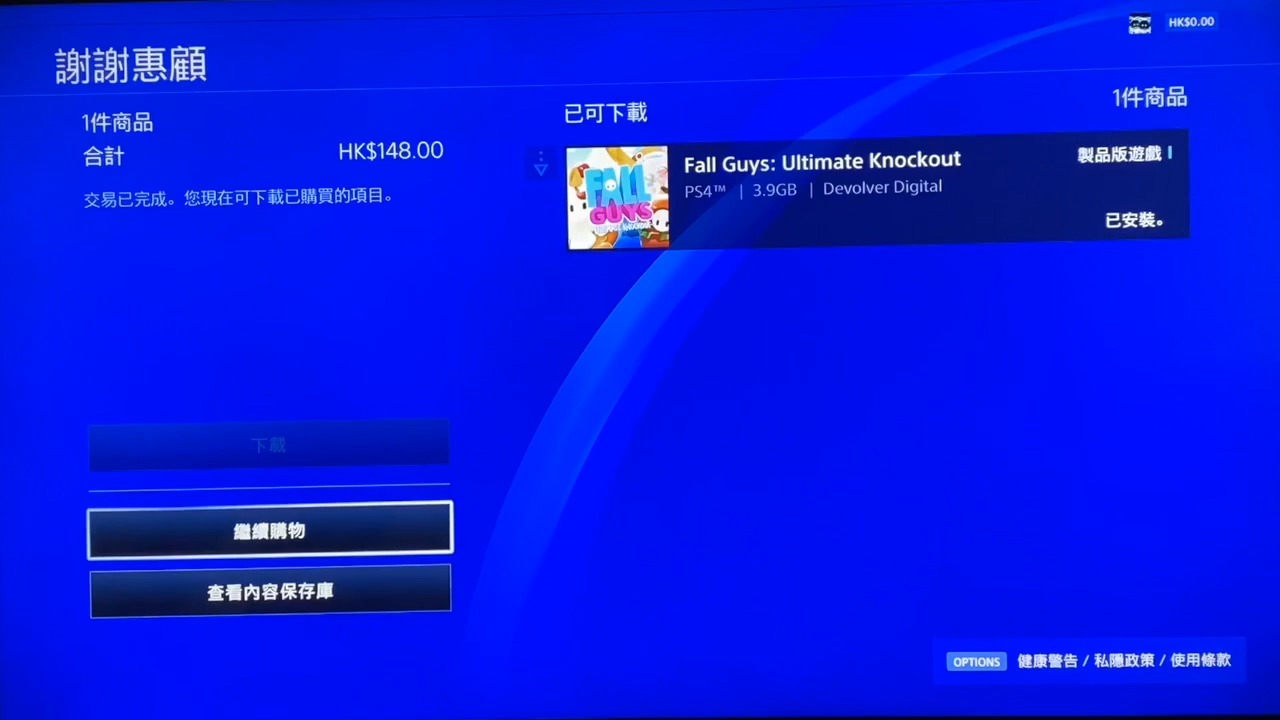 HK$0.00
謝謝惠顧
1件商品
合計 HK$148.00
交易已完成。您現在可下載已購買的項目。
已可下載 1件商品
FALL GUYS
Fall Guys: Ultimate Knockout 製品版遊戲
PS4™ | 3.9GB | Devolver Digital
已安裝。
下載
繼續購物
查看內容保存庫
OPTIONS 健康警告 / 私隱政策 / 使用條款